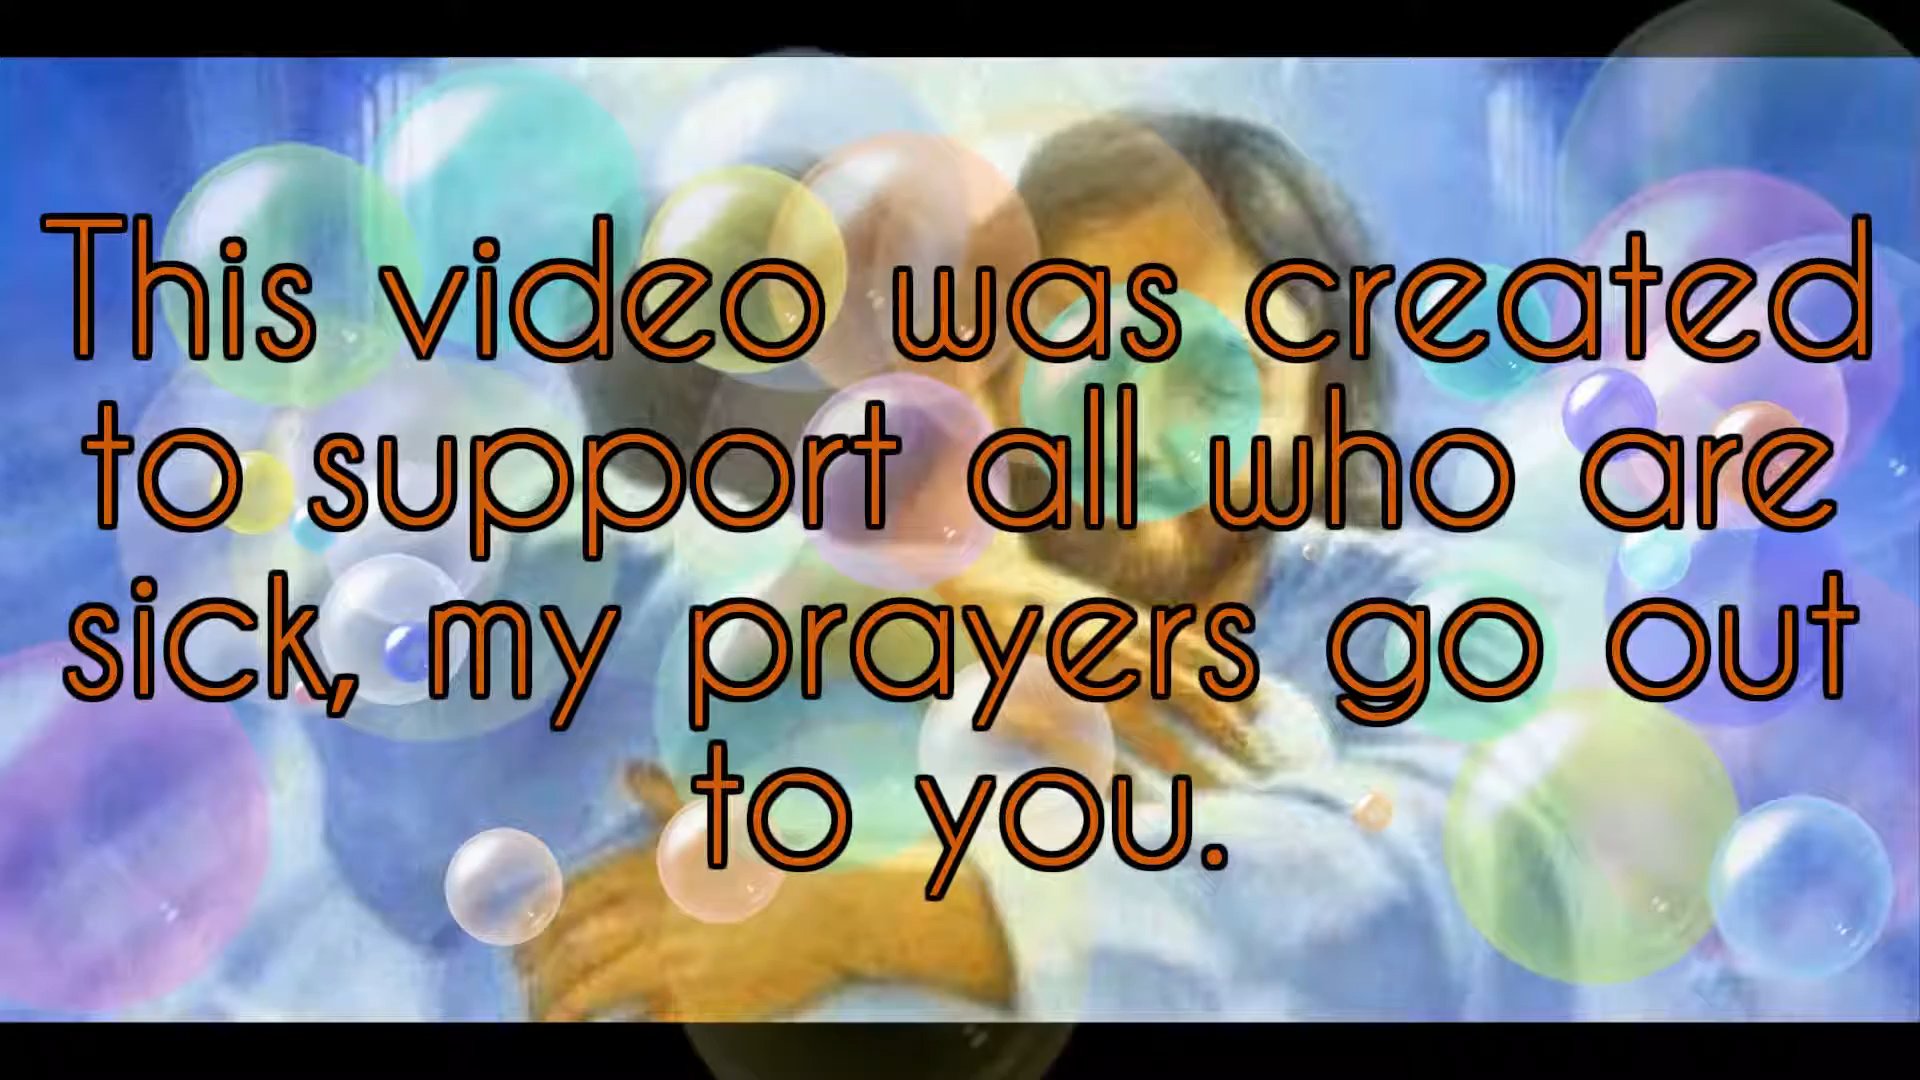 This video was created
to support all who are
sick, my prayers go out
to you.